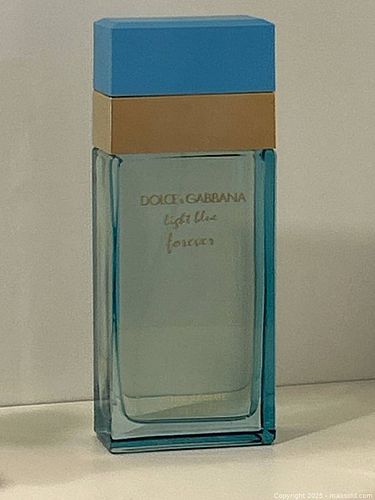 DOLCE & GABBANA
light blue
forever
Copyright 2025 - maxsold.com